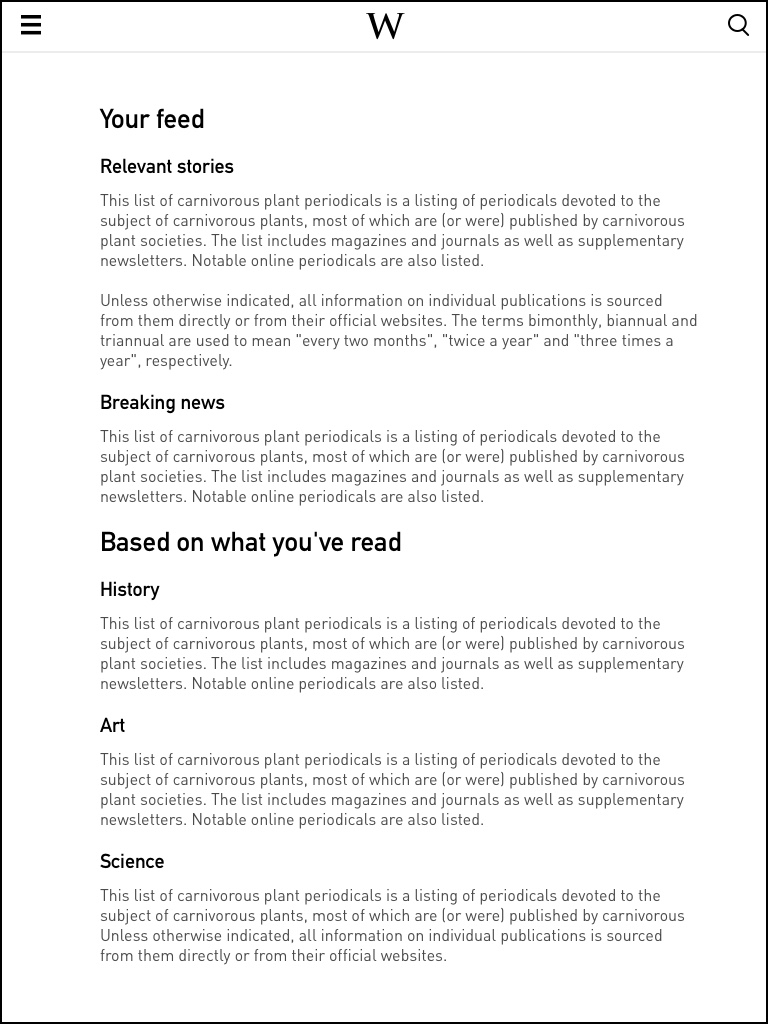 W
Your feed
Relevant stories
This list of carnivorous plant periodicals is a listing of periodicals devoted to the
subject of carnivorous plants, most of which are (or were) published by carnivorous
plant societies. The list includes magazines and journals as well as supplementary
newsletters. Notable online periodicals are also listed.
Unless otherwise indicated, all information on individual publications is sourced
from them directly or from their official websites. The terms bimonthly, biannual and
triannual are used to mean "every two months", "twice a year" and "three times a
year", respectively.
Breaking news
This list of carnivorous plant periodicals is a listing of periodicals devoted to the
subject of carnivorous plants, most of which are (or were) published by carnivorous
plant societies. The list includes magazines and journals as well as supplementary
newsletters. Notable online periodicals are also listed.
Based on what you've read
History
This list of carnivorous plant periodicals is a listing of periodicals devoted to the
subject of carnivorous plants, most of which are (or were) published by carnivorous
plant societies. The list includes magazines and journals as well as supplementary
newsletters. Notable online periodicals are also listed.
Art
This list of carnivorous plant periodicals is a listing of periodicals devoted to the
subject of carnivorous plants, most of which are (or were) published by carnivorous
plant societies. The list includes magazines and journals as well as supplementary
newsletters. Notable online periodicals are also listed.
Science
This list of carnivorous plant periodicals is a listing of periodicals devoted to the
subject of carnivorous plants, most of which are (or were) published by carnivorous
Unless otherwise indicated, all information on individual publications is sourced
from them directly or from their official websites.